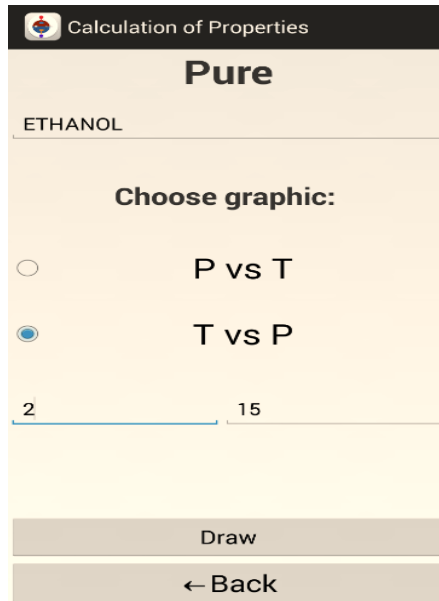 Calculation of Properties
Pure
ETHANOL
Choose graphic:
P vs T
T vs P
2 15
Draw
←Back